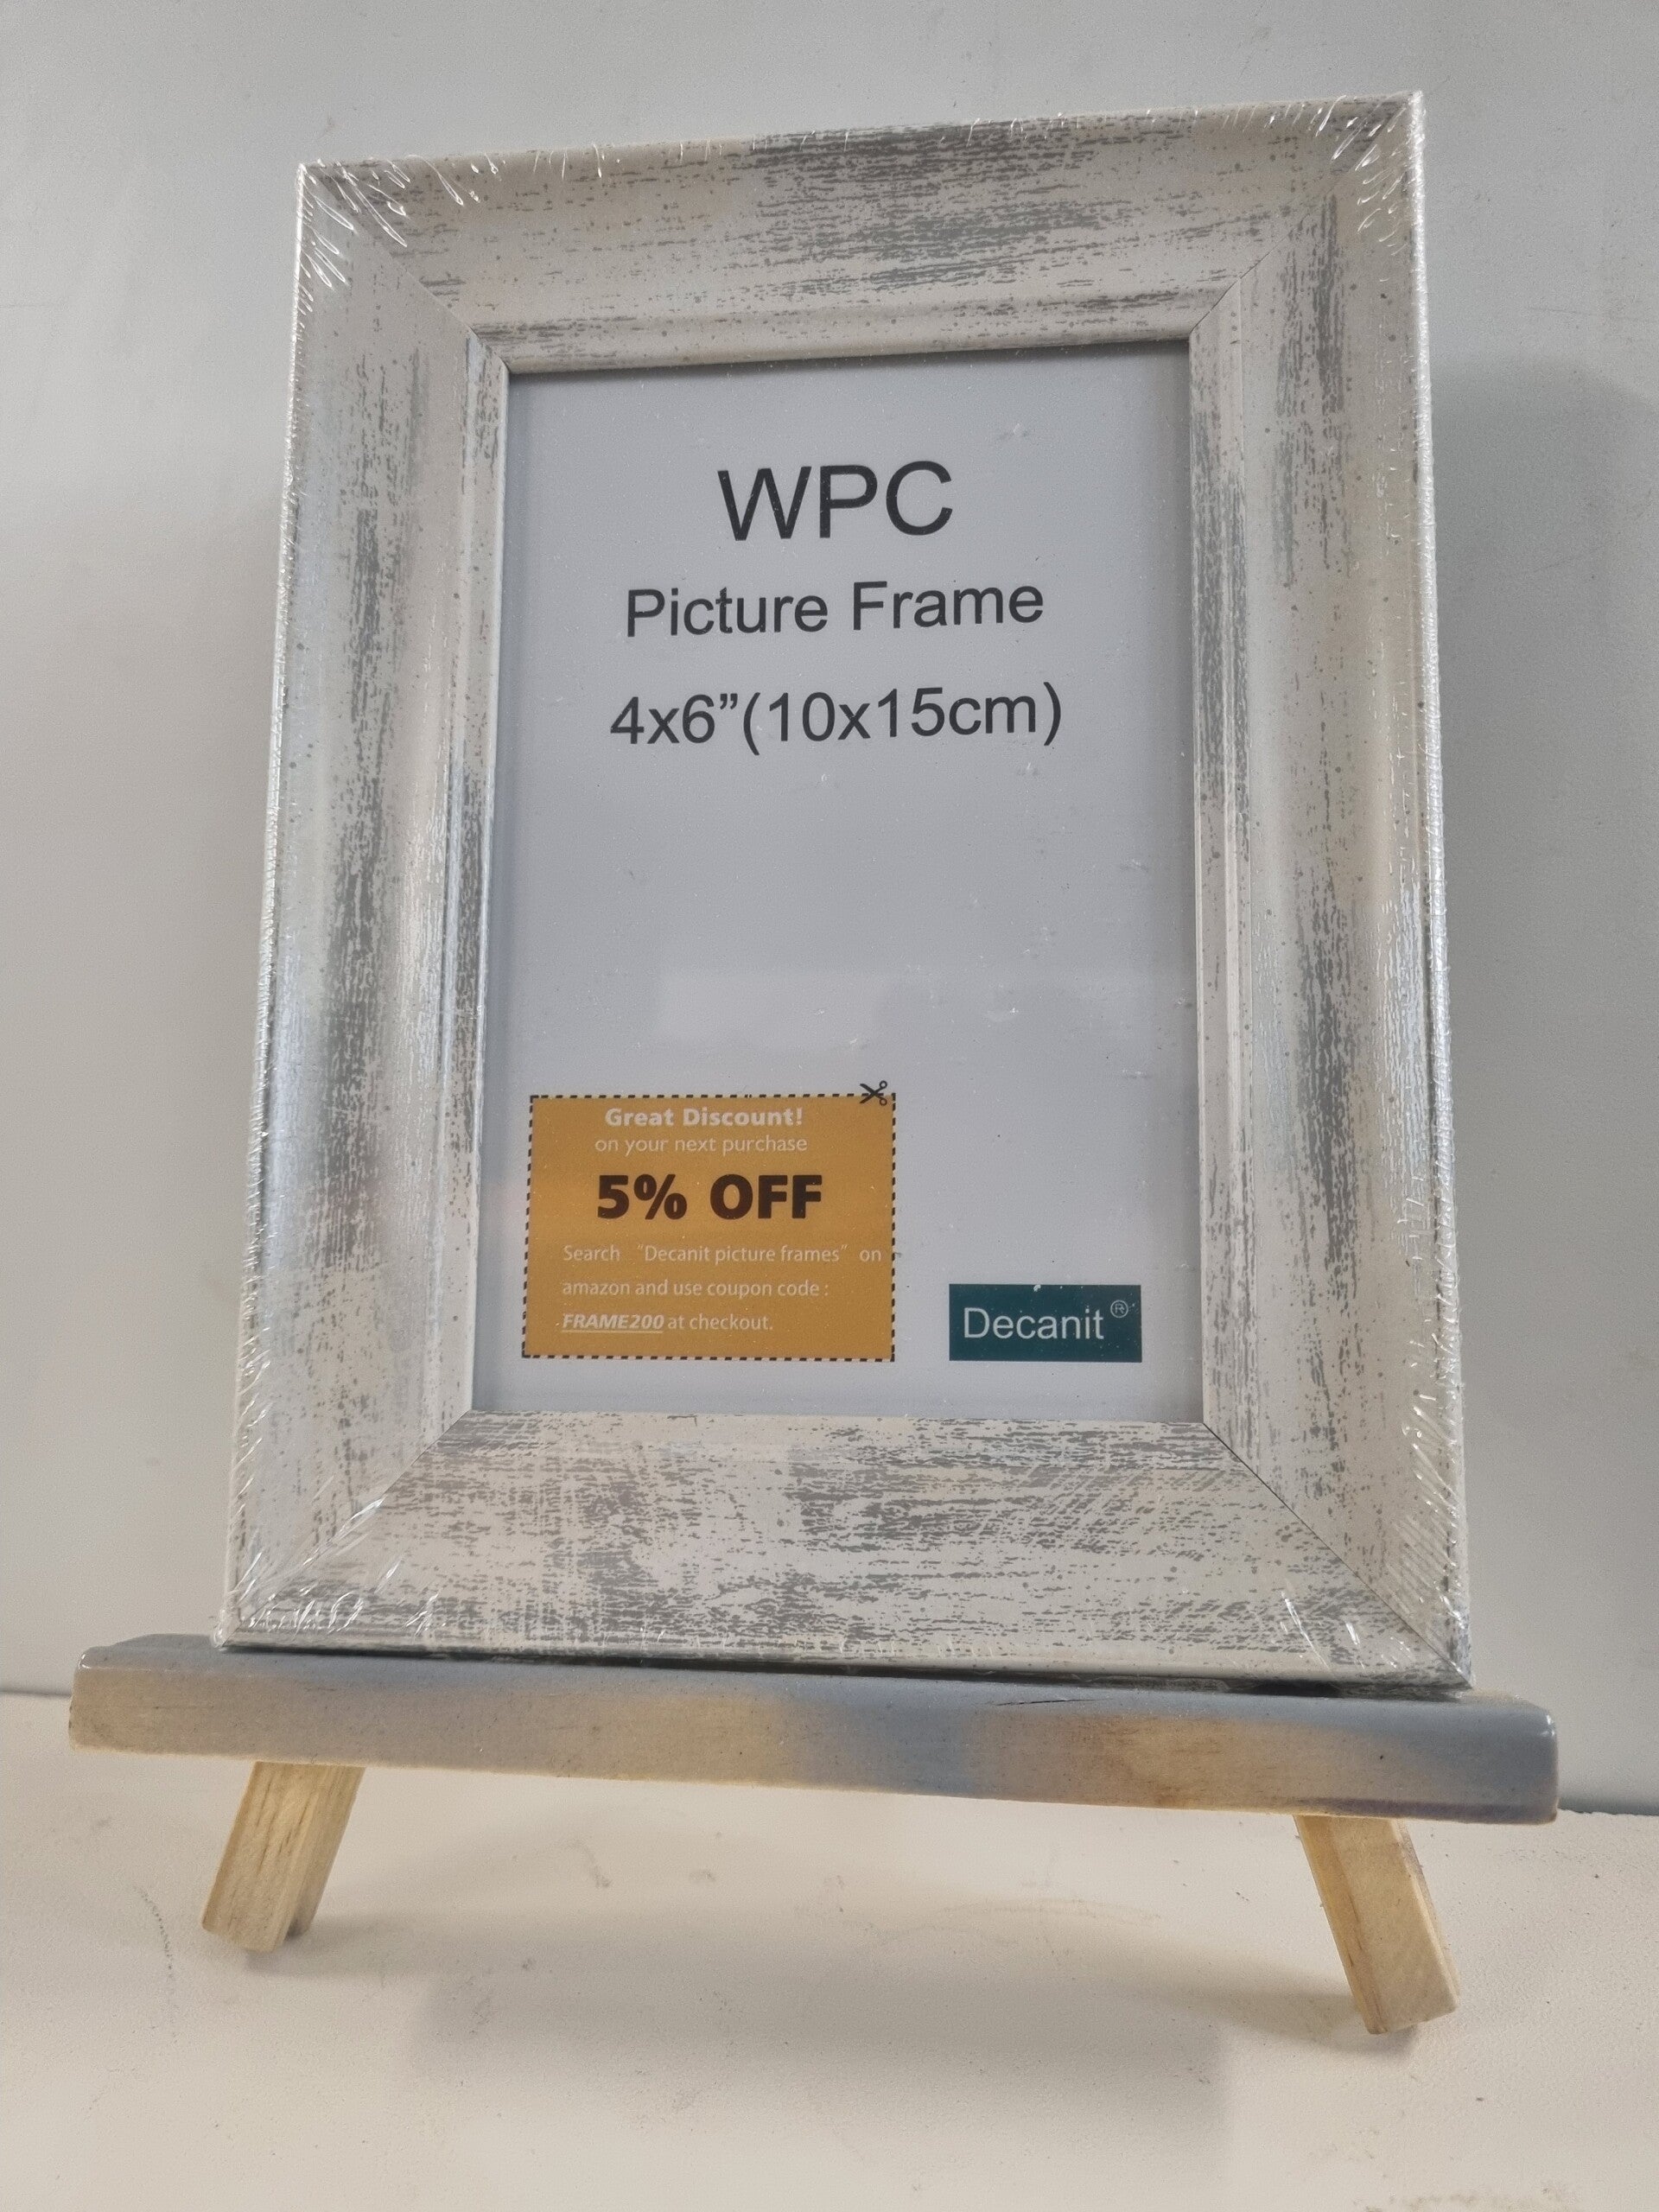 WPC
Picture Frame
4x6”(10x15cm)
Great Discount!
on your next purchase
5% OFF
Search “Decanit picture frames” on
amazon and use coupon code :
FRAME200 at checkout.
Decanit®